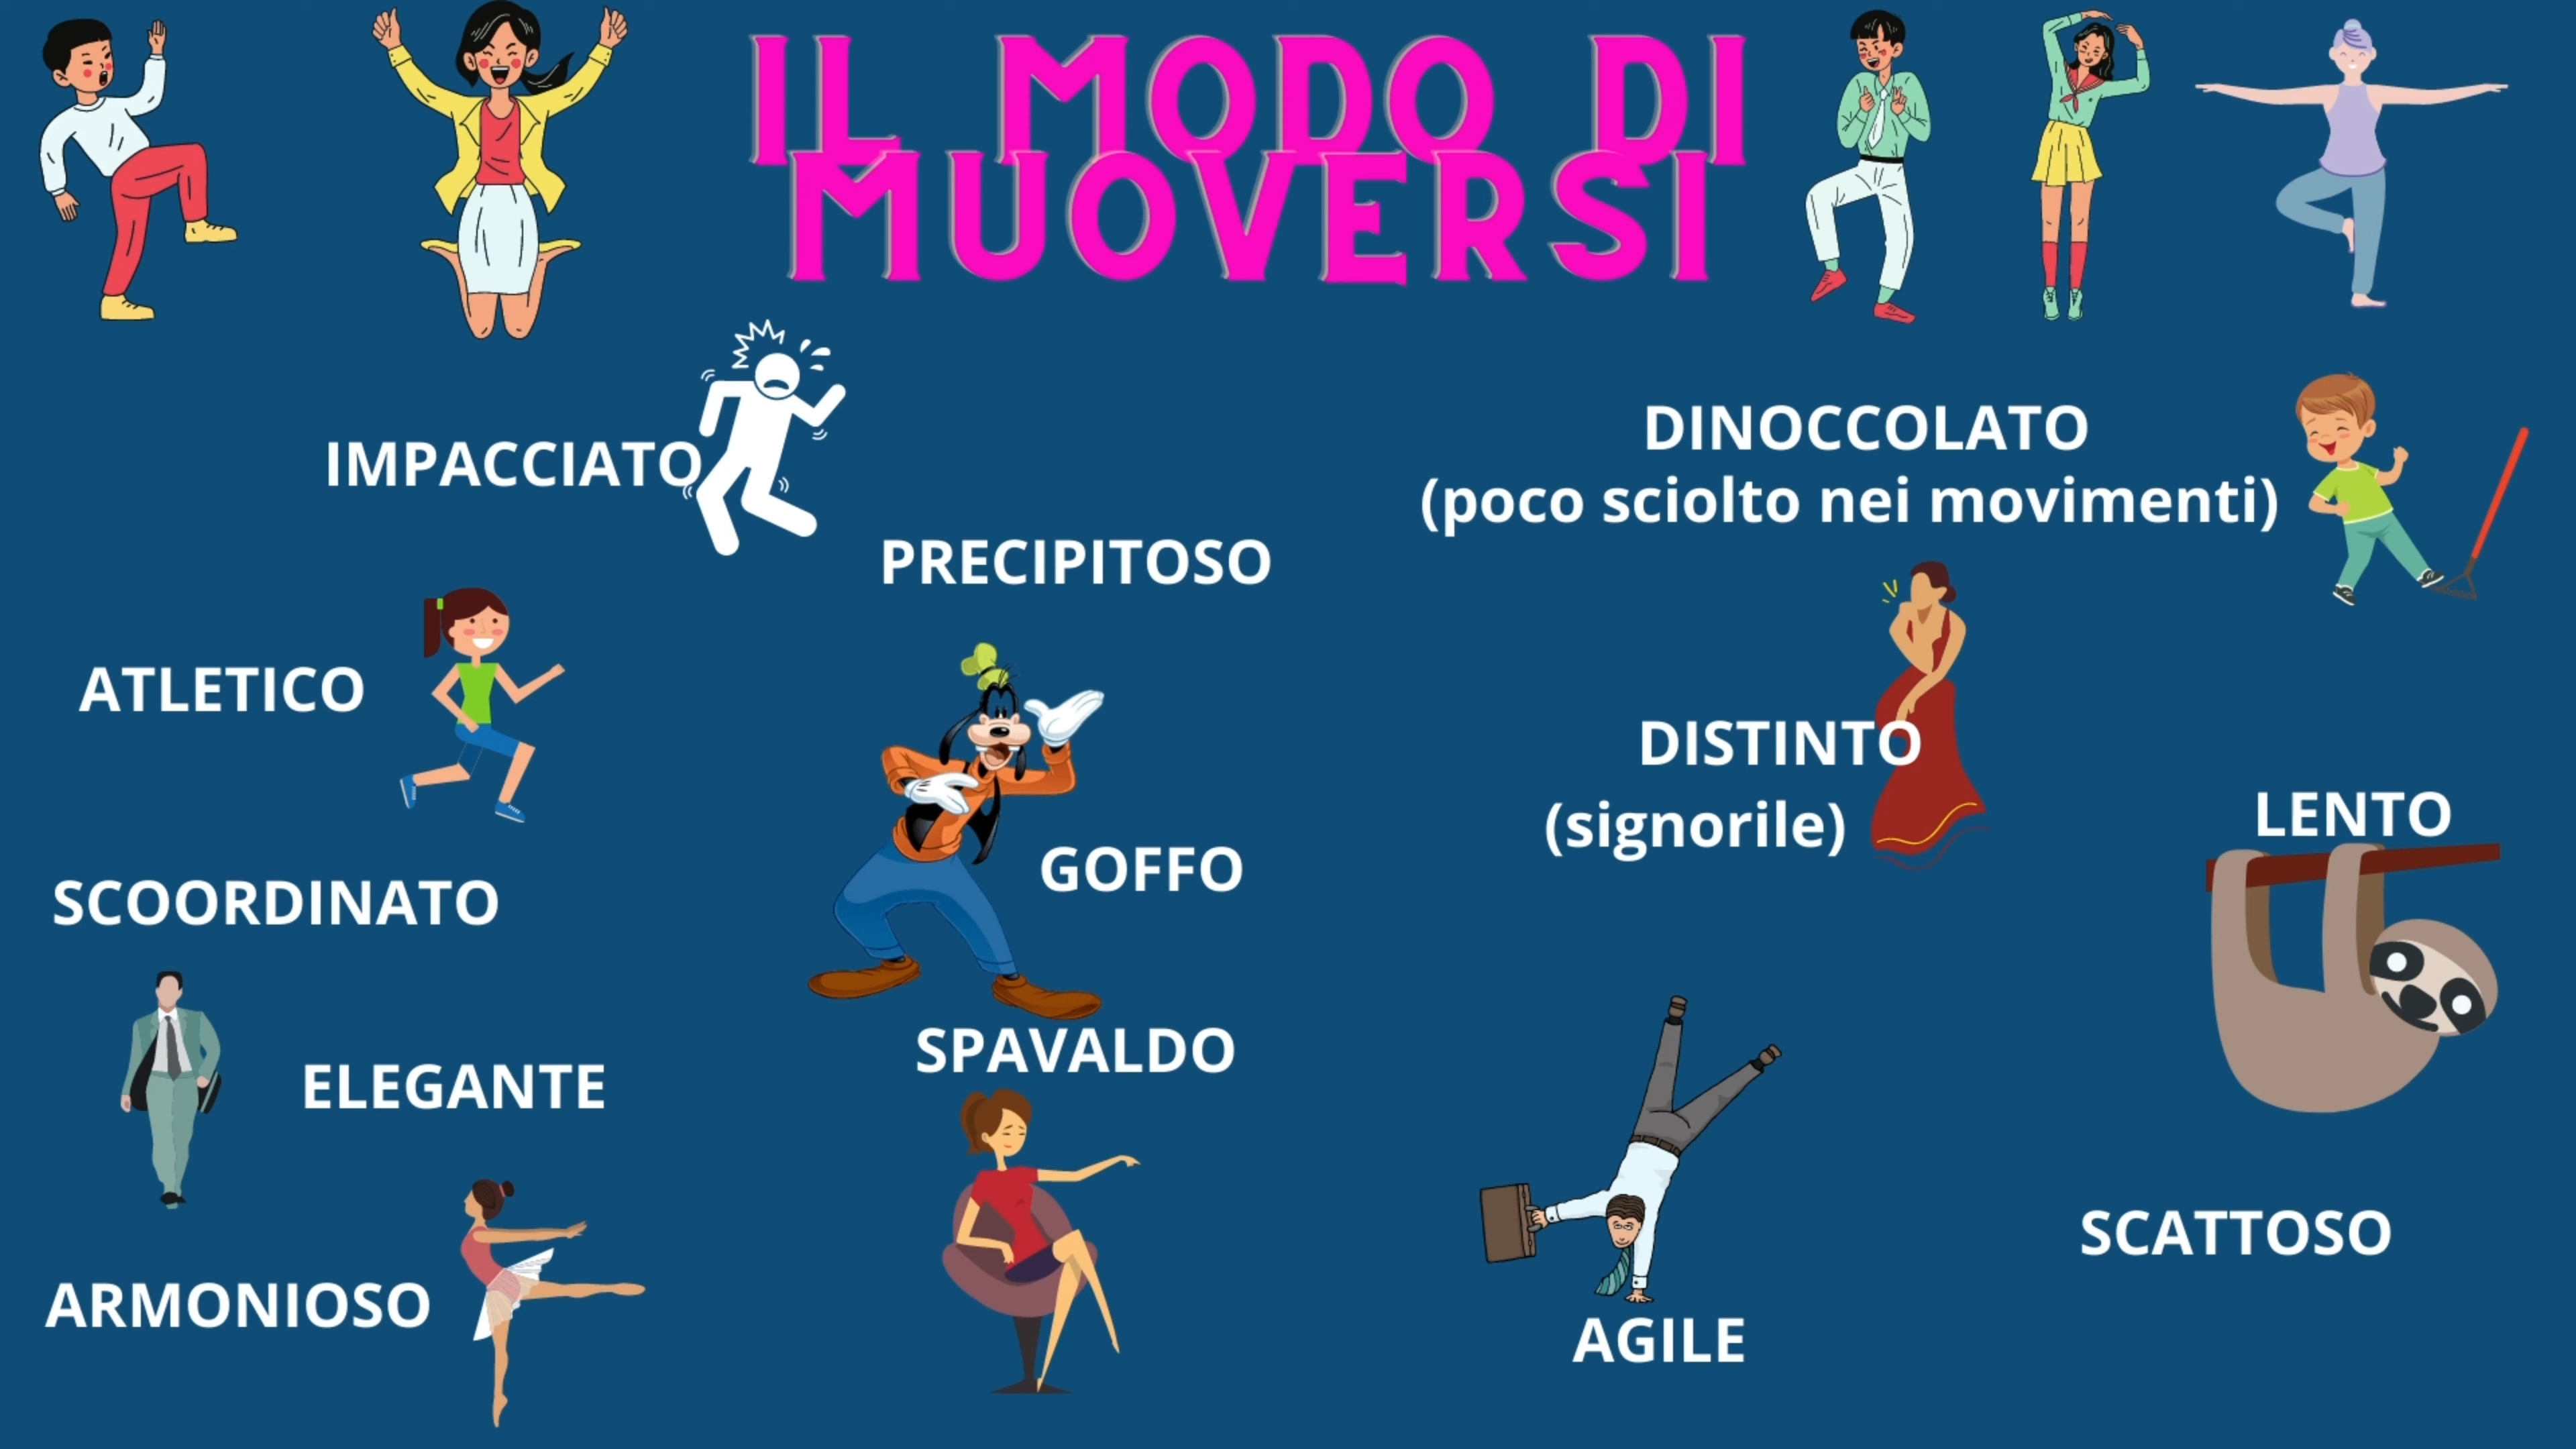 IL MODO DI
MUOVERSI
IMPACCIATO
DINOCCOLATO
(poco sciolto nei movimenti)
PRECIPITOSO
ATLETICO
DISTINTO
(signorile)
LENTO
GOFFO
SCOORDINATO
SPAVALDO
ELEGANTE
SCATTOSO
ARMONIOSO
AGILE